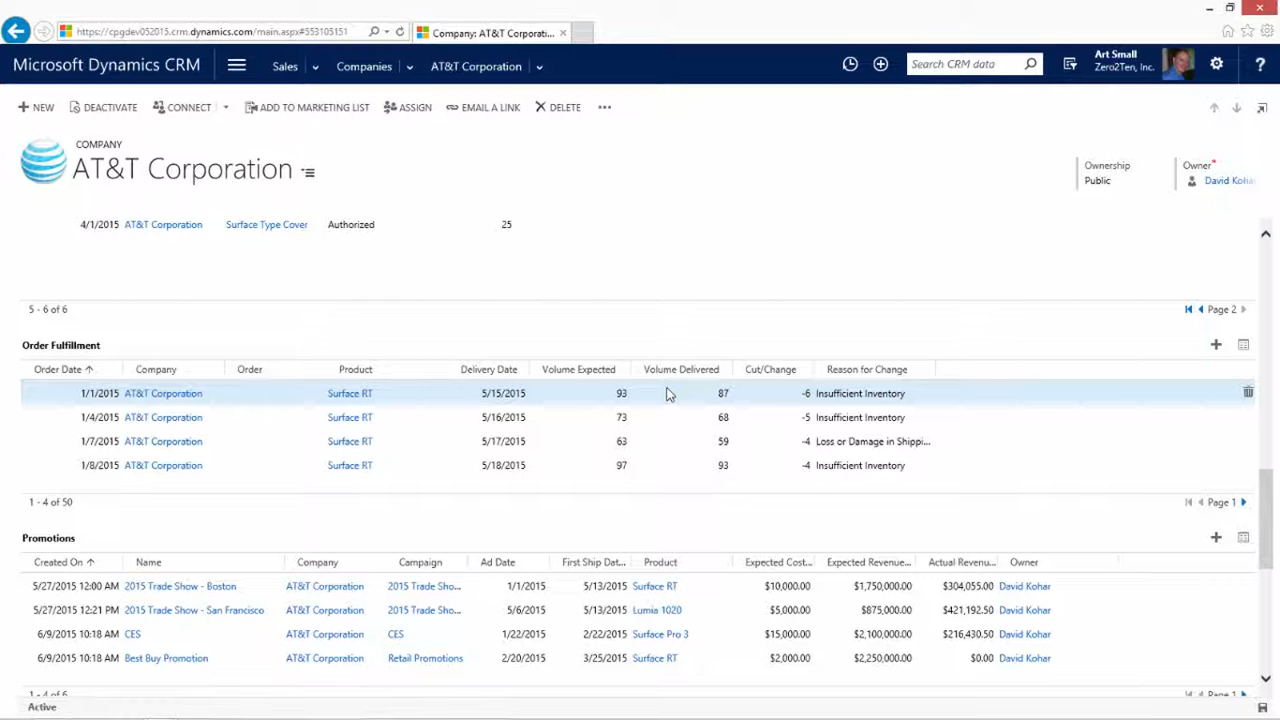 https://cpgdev052015.crm.dynamics.com/main.aspx#553105151
Company: AT&T Corporati...
Microsoft Dynamics CRM
Sales
Companies
AT&T Corporation
Search CRM data
Art Small
Zero2Ten, Inc.
?
NEW
DEACTIVATE
CONNECT
ADD TO MARKETING LIST
ASSIGN
EMAIL A LINK
DELETE
...
COMPANY
AT&T Corporation
Ownership
Public
Owner*
David Koha
4/1/2015 AT&T Corporation Surface Type Cover Authorized 25
5 - 6 of 6
Page 2
Order Fulfillment
Order Date Company Order Product Delivery Date Volume Expected Volume Delivered Cut/Change Reason for Change
1/1/2015 AT&T Corporation Surface RT 5/15/2015 93 87 -6 Insufficient Inventory
1/4/2015 AT&T Corporation Surface RT 5/16/2015 73 68 -5 Insufficient Inventory
1/7/2015 AT&T Corporation Surface RT 5/17/2015 63 59 -4 Loss or Damage in Shippi...
1/8/2015 AT&T Corporation Surface RT 5/18/2015 97 93 -4 Insufficient Inventory
1 - 4 of 50
Page 1
Promotions
Created On Name Company Campaign Ad Date First Ship Dat... Product Expected Cost... Expected Revenue... Actual Revenu... Owner
5/27/2015 12:00 AM 2015 Trade Show - Boston AT&T Corporation 2015 Trade Sho... 1/1/2015 5/13/2015 Surface RT $10,000.00 $1,750,000.00 $304,055.00 David Kohar
5/27/2015 12:21 PM 2015 Trade Show - San Francisco AT&T Corporation 2015 Trade Sho... 5/6/2015 5/13/2015 Lumia 1020 $5,000.00 $875,000.00 $421,192.50 David Kohar
6/9/2015 10:18 AM CES AT&T Corporation CES 1/22/2015 2/22/2015 Surface Pro 3 $15,000.00 $2,100,000.00 $216,430.50 David Kohar
6/9/2015 10:18 AM Best Buy Promotion AT&T Corporation Retail Promotions 2/20/2015 3/25/2015 Surface RT $2,000.00 $2,250,000.00 $0.00 David Kohar
1 - 4 of 6
Page 1
Active